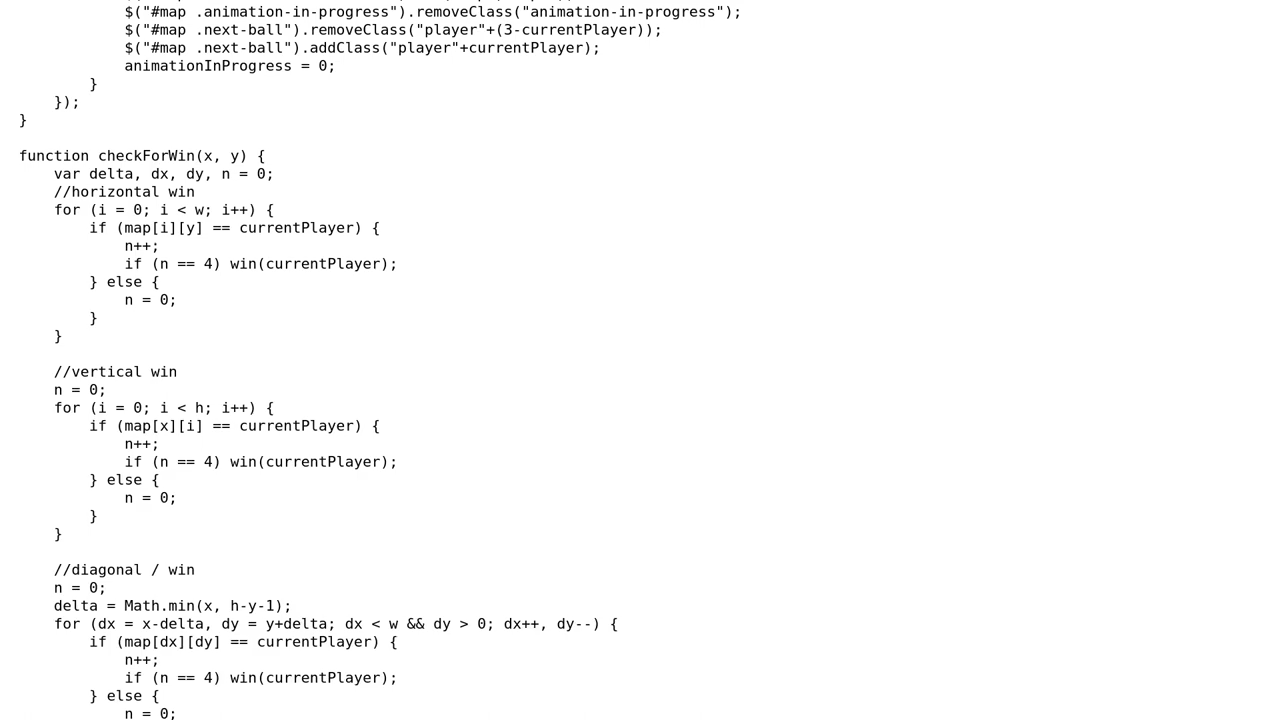 $("#map .animation-in-progress").removeClass("animation-in-progress");
$("#map .next-ball").removeClass("player"+(3-currentPlayer));
$("#map .next-ball").addClass("player"+currentPlayer);
animationInProgress = 0;
}
});
}
function checkForWin(x, y) {
var delta, dx, dy, n = 0;
//horizontal win
for (i = 0; i < w; i++) {
if (map[i][y] == currentPlayer) {
n++;
if (n == 4) win(currentPlayer);
} else {
n = 0;
}
}
//vertical win
n = 0;
for (i = 0; i < h; i++) {
if (map[x][i] == currentPlayer) {
n++;
if (n == 4) win(currentPlayer);
} else {
n = 0;
}
}
//diagonal / win
n = 0;
delta = Math.min(x, h-y-1);
for (dx = x-delta, dy = y+delta; dx < w && dy > 0; dx++, dy--) {
if (map[dx][dy] == currentPlayer) {
n++;
if (n == 4) win(currentPlayer);
} else {
n = 0;